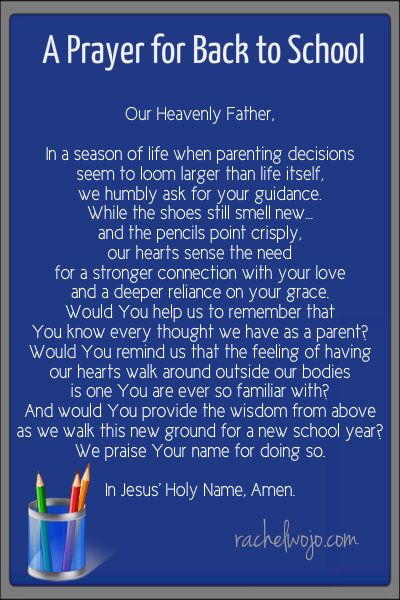 A Prayer for Back to School
Our Heavenly Father,
In a season of life when parenting decisions
seem to loom larger than life itself,
we humbly ask for your guidance.
While the shoes still smell new...
and the pencils point crisply,
our hearts sense the need
for a stronger connection with your love
and a deeper reliance on your grace.
Would You help us to remember that
You know every thought we have as a parent?
Would You remind us that the feeling of having
our hearts walk around outside our bodies
is one You are ever so familiar with?
And would You provide the wisdom from above
as we walk this new ground for a new school year?
We praise Your name for doing so.
In Jesus' Holy Name, Amen.
rachelwojo.com